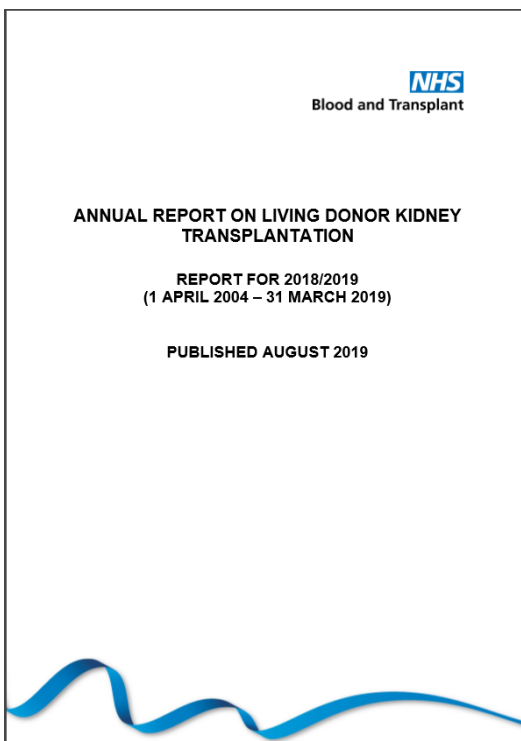 NHS
Blood and Transplant
ANNUAL REPORT ON LIVING DONOR KIDNEY
TRANSPLANTATION
REPORT FOR 2018/2019
(1 APRIL 2004 – 31 MARCH 2019)
PUBLISHED AUGUST 2019